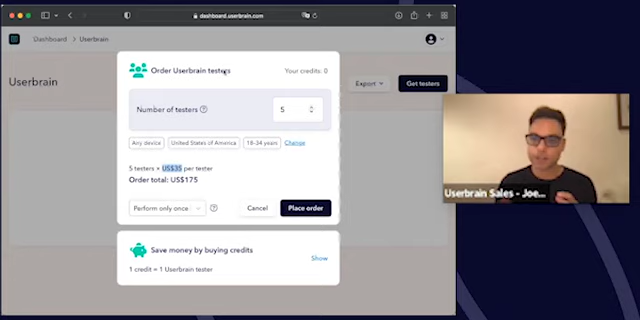 dashboard.userbrain.com
Dashboard › Userbrain
Userbrain
Export
Get testers
Order Userbrain testers
Your credits: 0
Number of testers
5
Any device
United States of America
18-34 years
Change
5 testers × US$35 per tester
Order total: US$175
Perform only once
Cancel
Place order
Save money by buying credits
Show
1 credit = 1 Userbrain tester
Userbrain Sales - Joe...